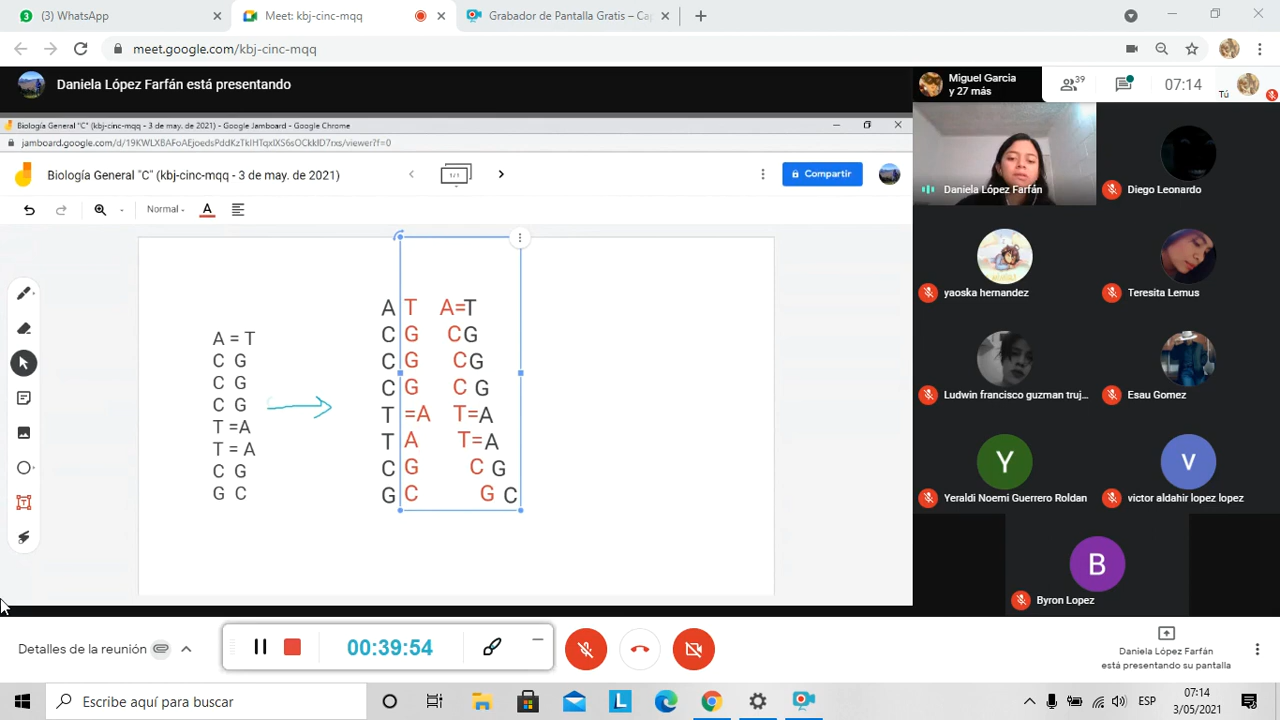 (3) WhatsApp
Meet: kbj-cinc-mqq
Grabador de Pantalla Gratis – Ca
meet.google.com/kbj-cinc-mqq
Daniela López Farfán está presentando
Miguel Garcia
y 27 más
39
07:14
Tú
Biología General "C" (kbj-cinc-mqq - 3 de may. de 2021) - Google Jamboard - Google Chrome
Biología General "C" (kbj-cinc-mqq - 3 de may. de 2021)
1/1
Compartir
Normal
A = T
C G
C G
C G
T =A
T = A
C G
G C
A T A=T
C G C G
C G C G
C G C G
T =A T=A
T A T=A
C G C G
G C G C
Daniela López Farfán
Diego Leonardo
yaoska hernandez
Teresita Lemus
Ludwin francisco guzman truj...
Esau Gomez
Y
Yeraldi Noemi Guerrero Roldan
V
victor aldahir lopez lopez
B
Byron Lopez
Detalles de la reunión
00:39:54
Daniela López Farfán
está presentando su pantalla
Escribe aquí para buscar
L
ESP
07:14
3/05/2021